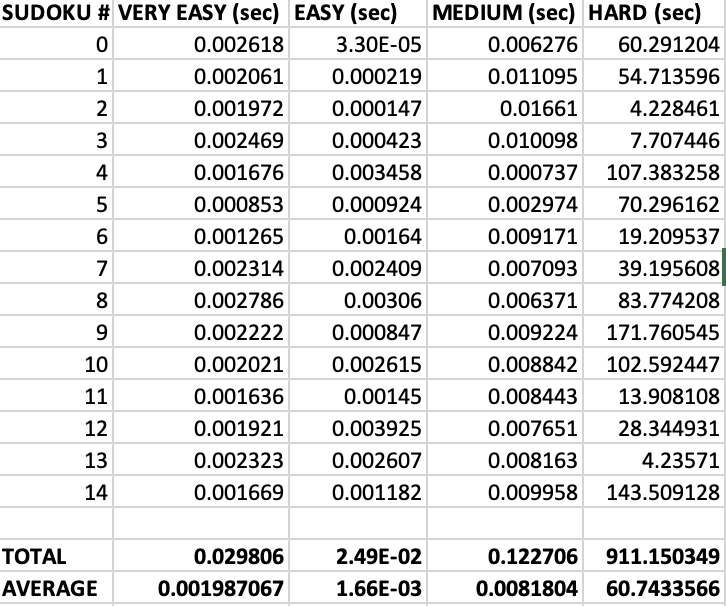 SUDOKU # VERY EASY (sec) EASY (sec) MEDIUM (sec) HARD (sec)
0 0.002618 3.30E-05 0.006276 60.291204
1 0.002061 0.000219 0.011095 54.713596
2 0.001972 0.000147 0.01661 4.228461
3 0.002469 0.000423 0.010098 7.707446
4 0.001676 0.003458 0.000737 107.383258
5 0.000853 0.000924 0.002974 70.296162
6 0.001265 0.00164 0.009171 19.209537
7 0.002314 0.002409 0.007093 39.195608
8 0.002786 0.00306 0.006371 83.774208
9 0.002222 0.000847 0.009224 171.760545
10 0.002021 0.002615 0.008842 102.592447
11 0.001636 0.00145 0.008443 13.908108
12 0.001921 0.003925 0.007651 28.344931
13 0.002323 0.002607 0.008163 4.23571
14 0.001669 0.001182 0.009958 143.509128
TOTAL 0.029806 2.49E-02 0.122706 911.150349
AVERAGE 0.001987067 1.66E-03 0.0081804 60.7433566